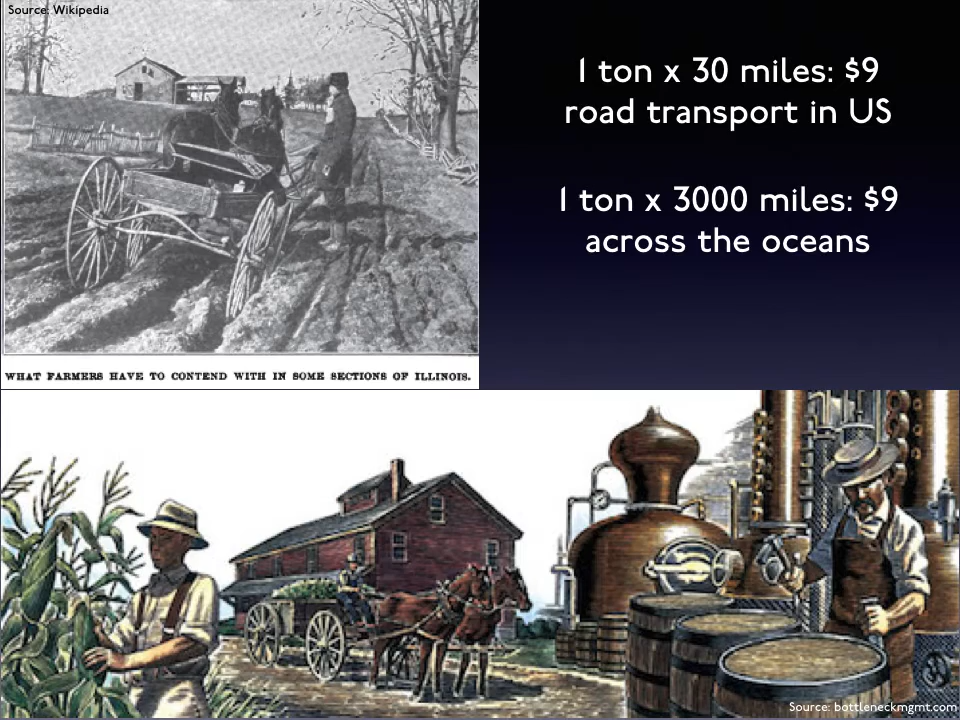 Source: Wikipedia
1 ton x 30 miles: $9
road transport in US
1 ton x 3000 miles: $9
across the oceans
WHAT FARMERS HAVE TO CONTEND WITH IN SOME SECTIONS OF ILLINOIS.
Source: bottleneckmgmt.com